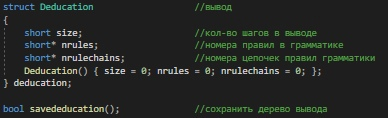 struct Deducation //вывод
{
short size; //кол-во шагов в выводе
short* nrules; //номера правил в грамматике
short* nrulechains; //номера цепочек правил грамматики
Deducation() { size = 0; nrules = 0; nrulechains = 0; };
} deducation;
bool savededucation(); //сохранить дерево вывода